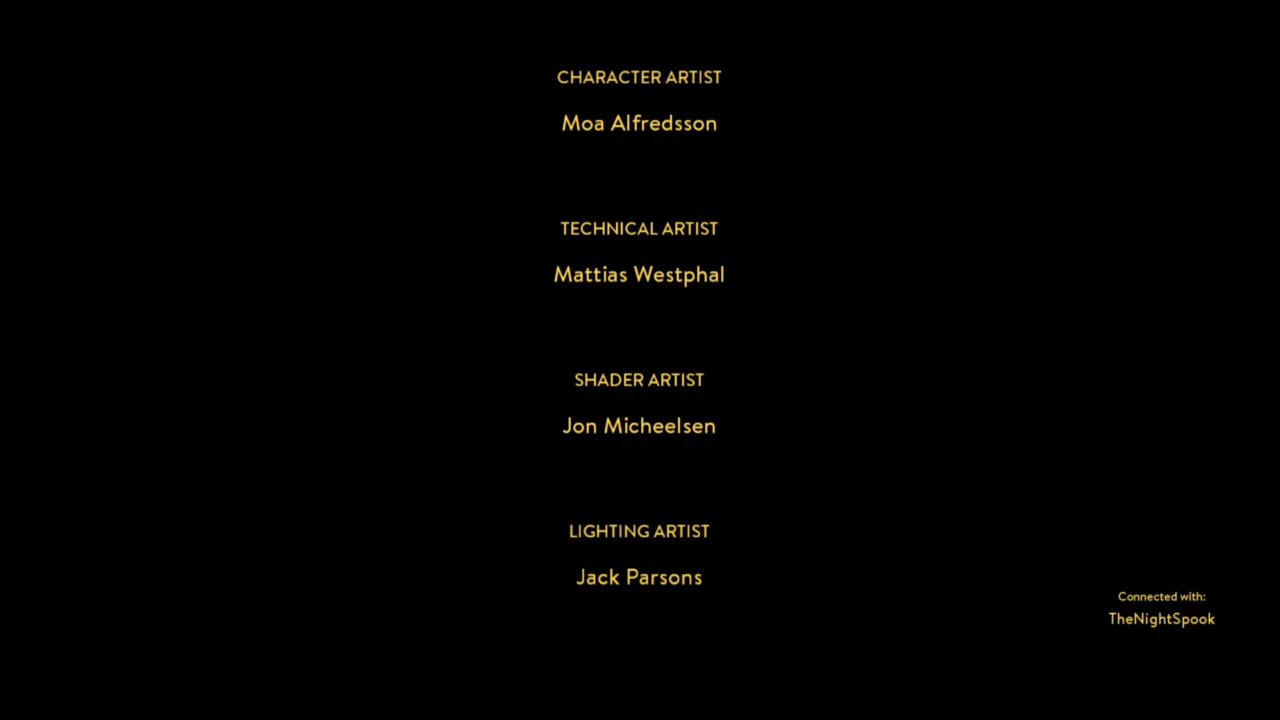 CHARACTER ARTIST
Moa Alfredsson
TECHNICAL ARTIST
Mattias Westphal
SHADER ARTIST
Jon Micheelsen
LIGHTING ARTIST
Jack Parsons
Connected with:
TheNightSpook